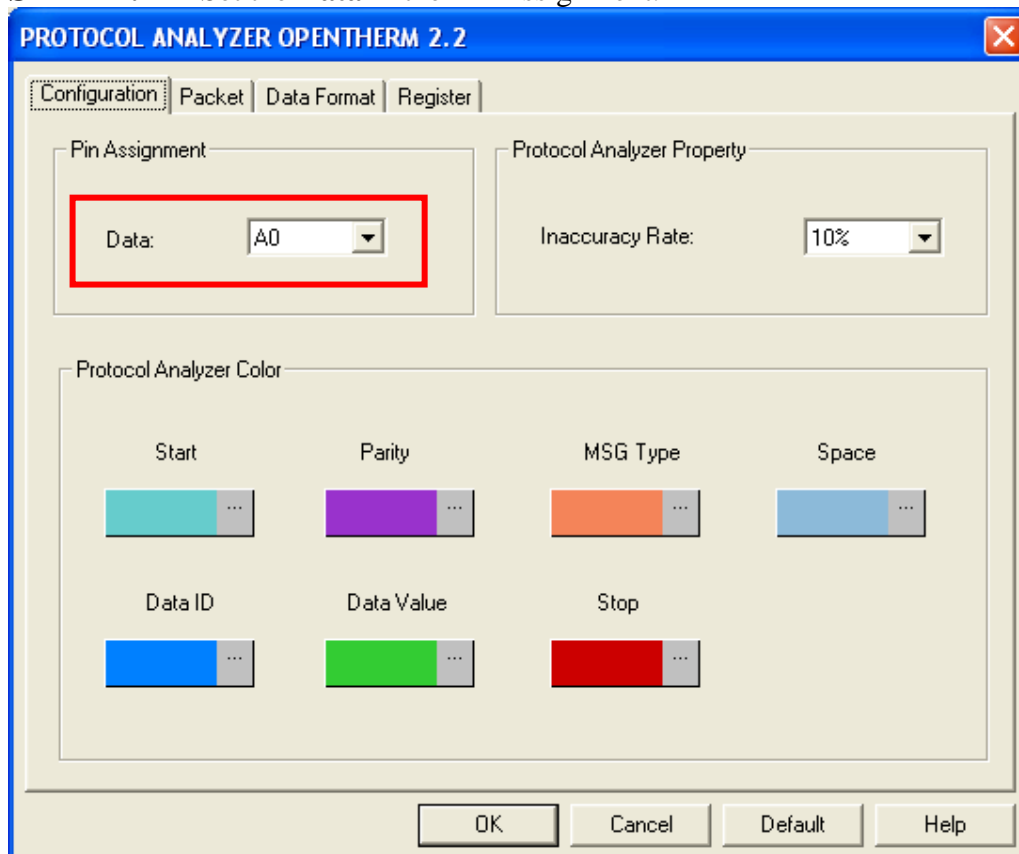 PROTOCOL ANALYZER OPENTHERM 2.2
Configuration Packet Data Format Register
Pin Assignment
Data: A0
Protocol Analyzer Property
Inaccuracy Rate: 10%
Protocol Analyzer Color
Start Parity MSG Type Space
... ... ... ...
Data ID Data Value Stop
... ... ...
OK Cancel Default Help